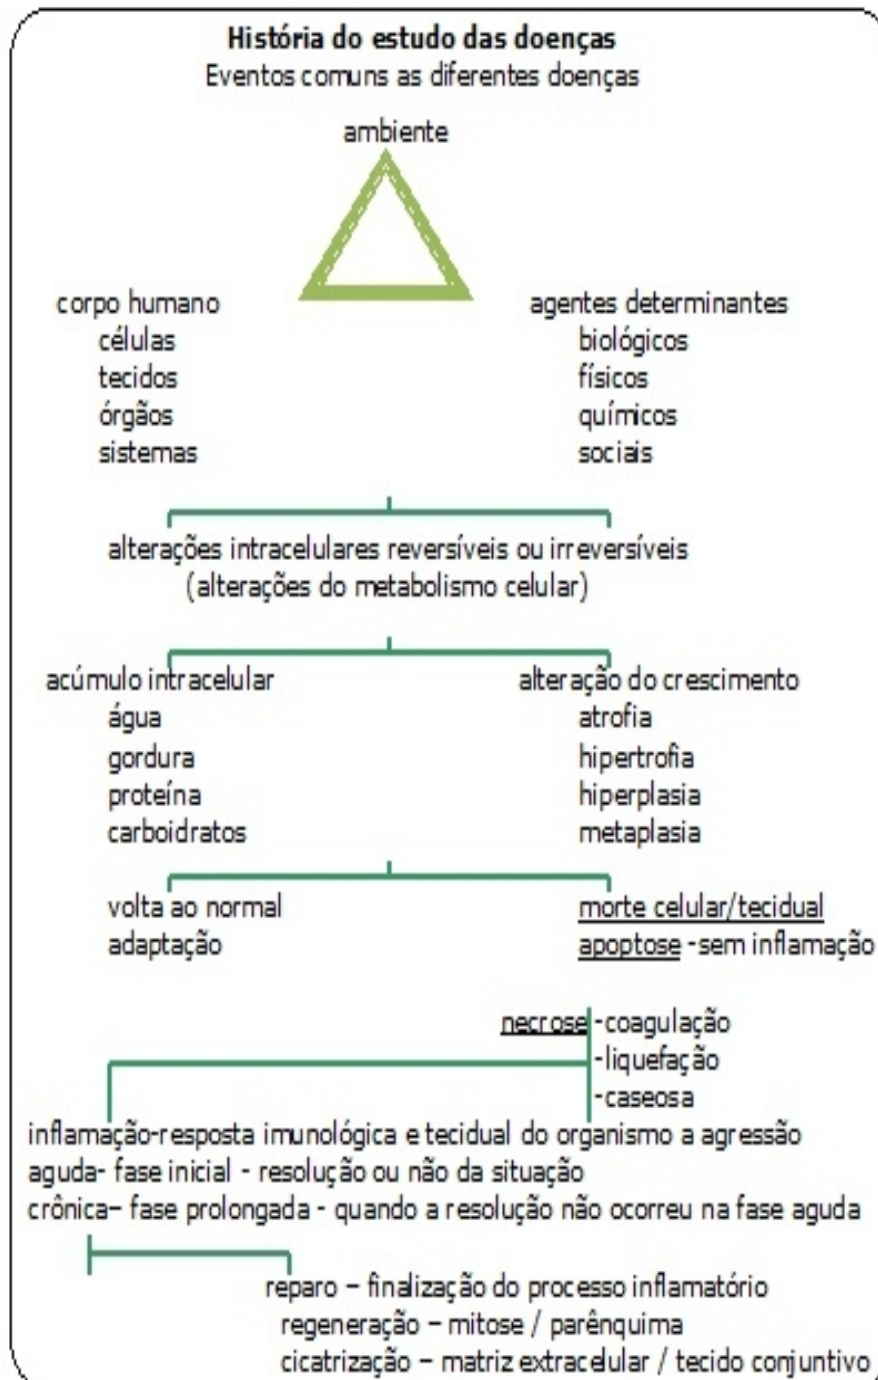 História do estudo das doenças
Eventos comuns as diferentes doenças
ambiente
corpo humano
células
tecidos
órgãos
sistemas
agentes determinantes
biológicos
físicos
químicos
sociais
alterações intracelulares reversíveis ou irreversíveis
(alterações do metabolismo celular)
acúmulo intracelular
água
gordura
proteína
carboidratos
alteração do crescimento
atrofia
hipertrofia
hiperplasia
metaplasia
volta ao normal
adaptação
morte celular/tecidual
apoptose -sem inflamação
necrose -coagulação
-liquefação
-caseosa
inflamação-resposta imunológica e tecidual do organismo a agressão
aguda- fase inicial - resolução ou não da situação
crônica– fase prolongada - quando a resolução não ocorreu na fase aguda
reparo – finalização do processo inflamatório
regeneração – mitose / parênquima
cicatrização – matriz extracelular / tecido conjuntivo